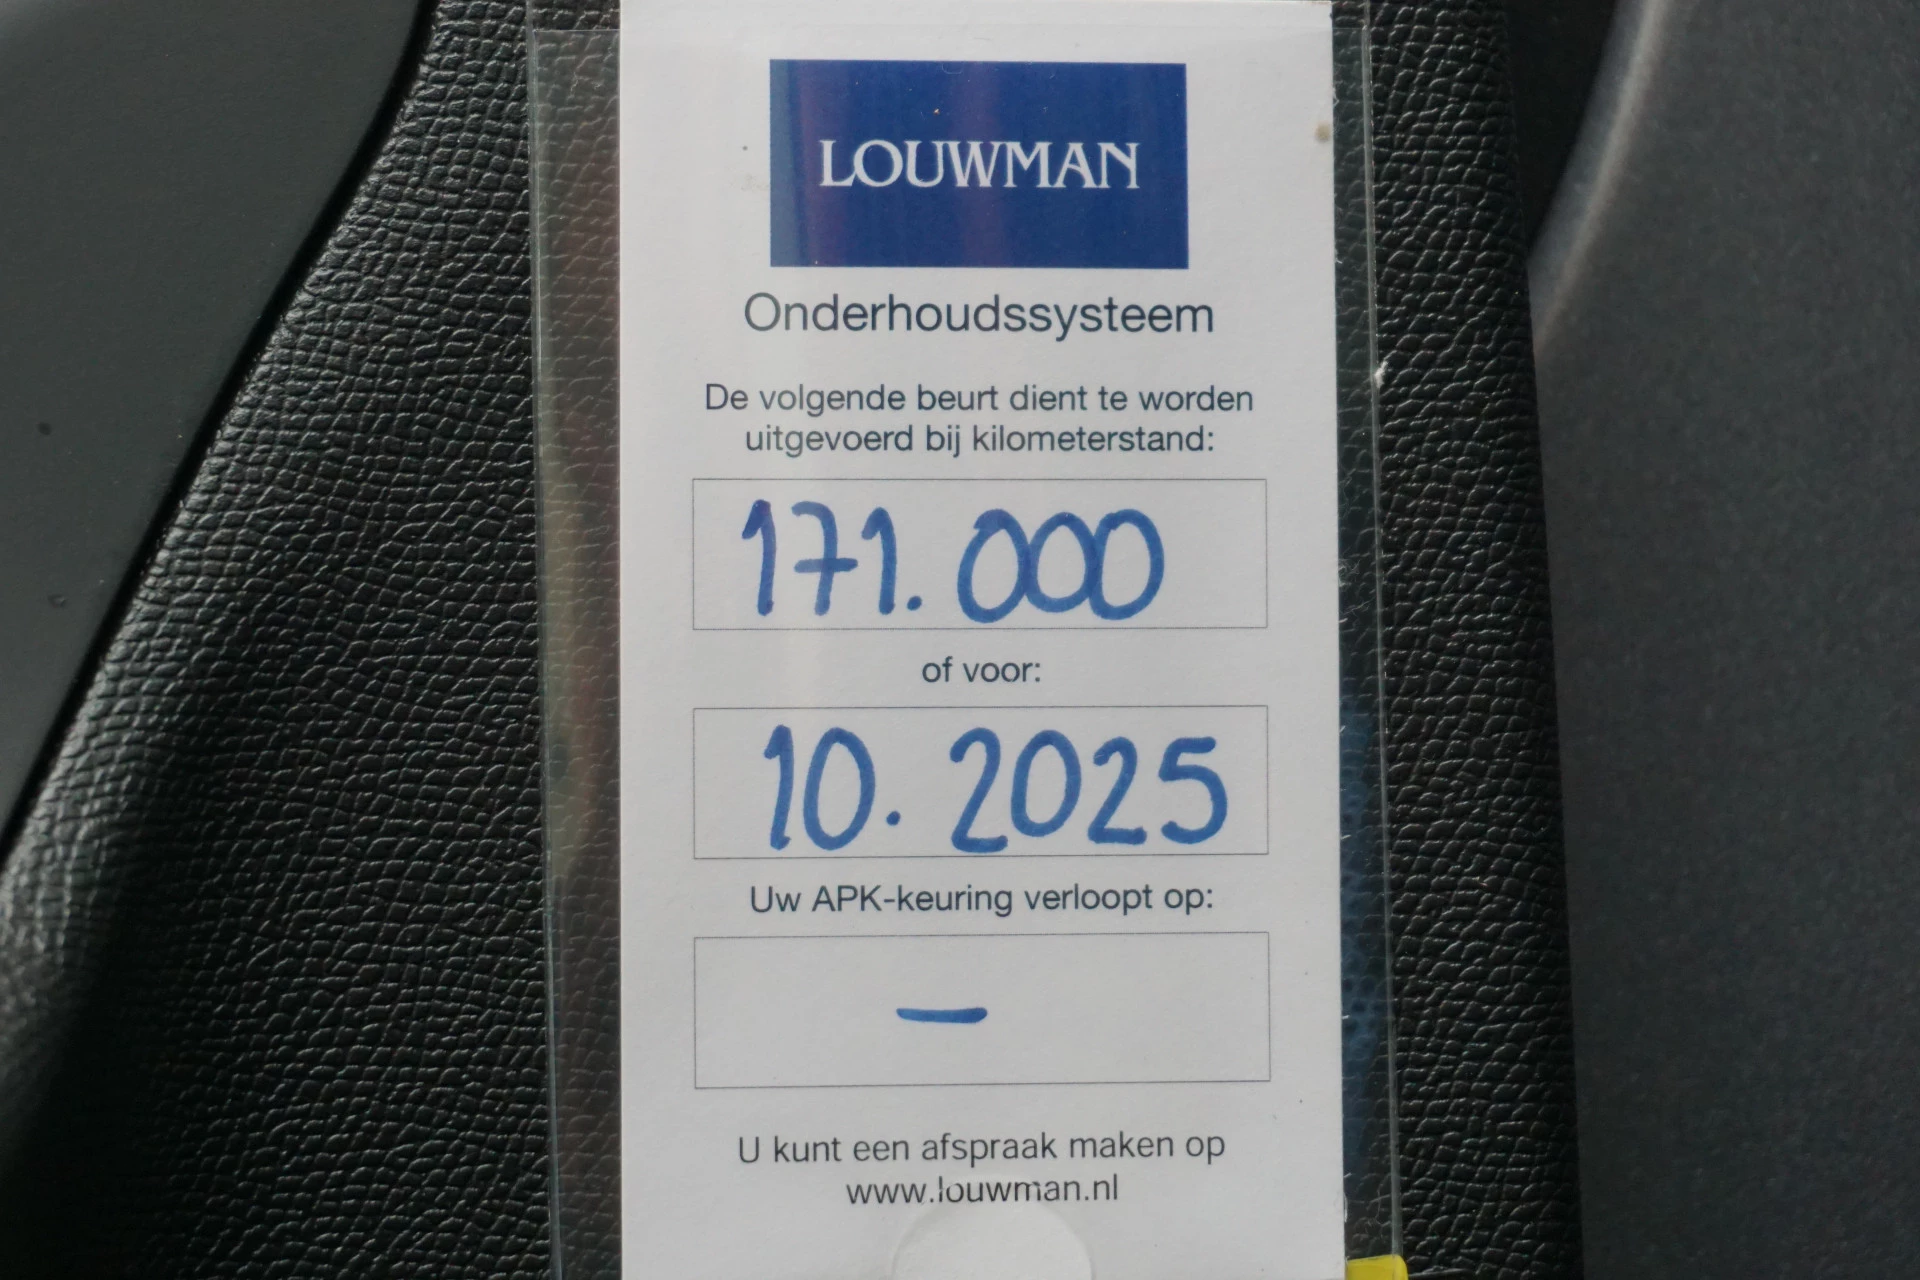 LOUWMAN
Onderhoudssysteem
De volgende beurt dient te worden
uitgevoerd bij kilometerstand:
171.000
of voor:
10.2025
Uw APK-keuring verloopt op:
–
U kunt een afspraak maken op
www.louwman.nl